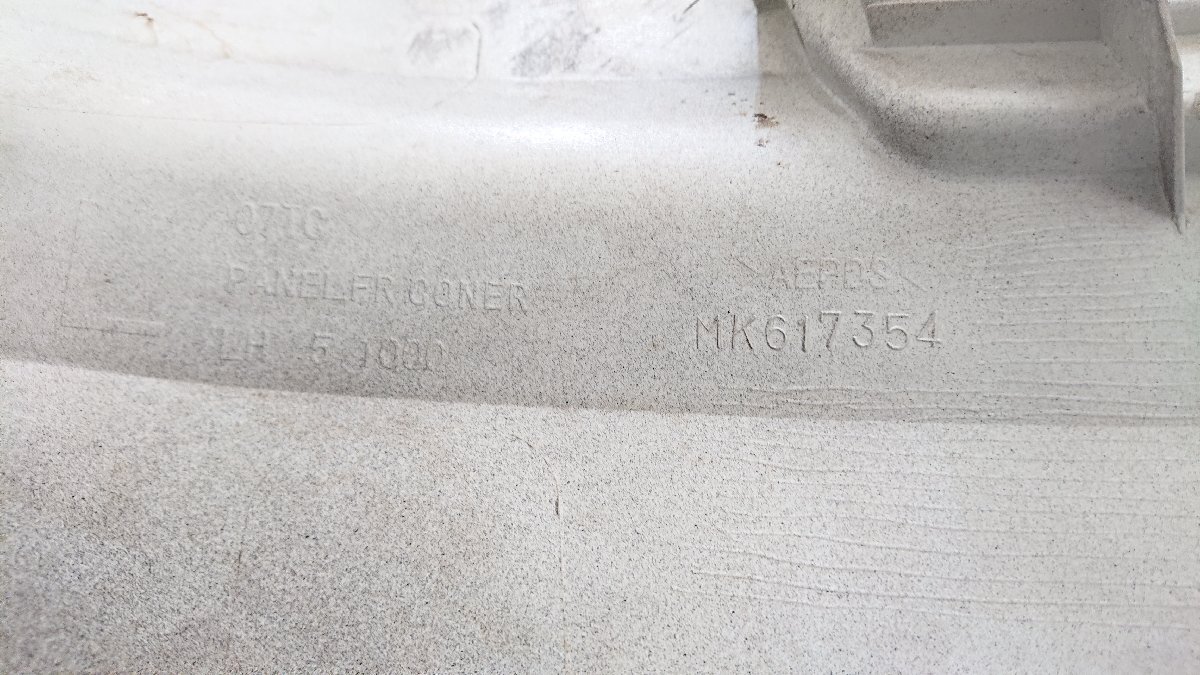 071C
PANEL,FR CONER
LH 5.1000
>AEPDS<
MK617354